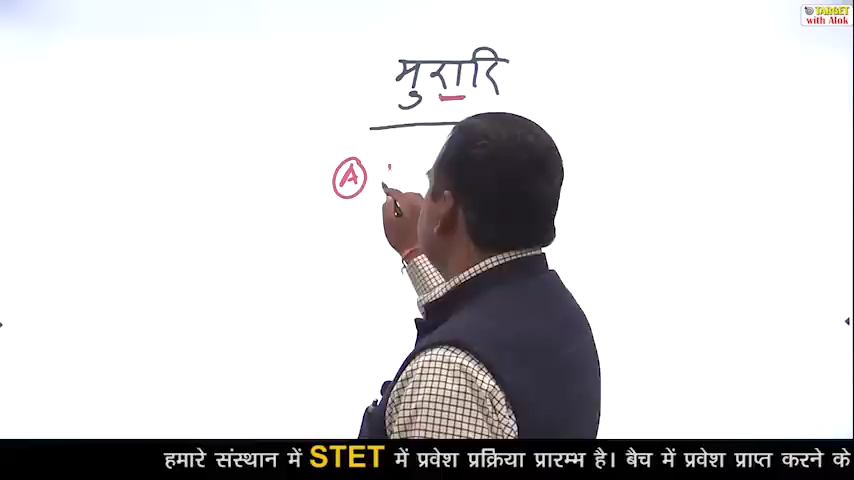 TARGET
with Alok
मुरारि
A
हमारे संस्थान में STET में प्रवेश प्रक्रिया प्रारम्भ है। बैच में प्रवेश प्राप्त करने के